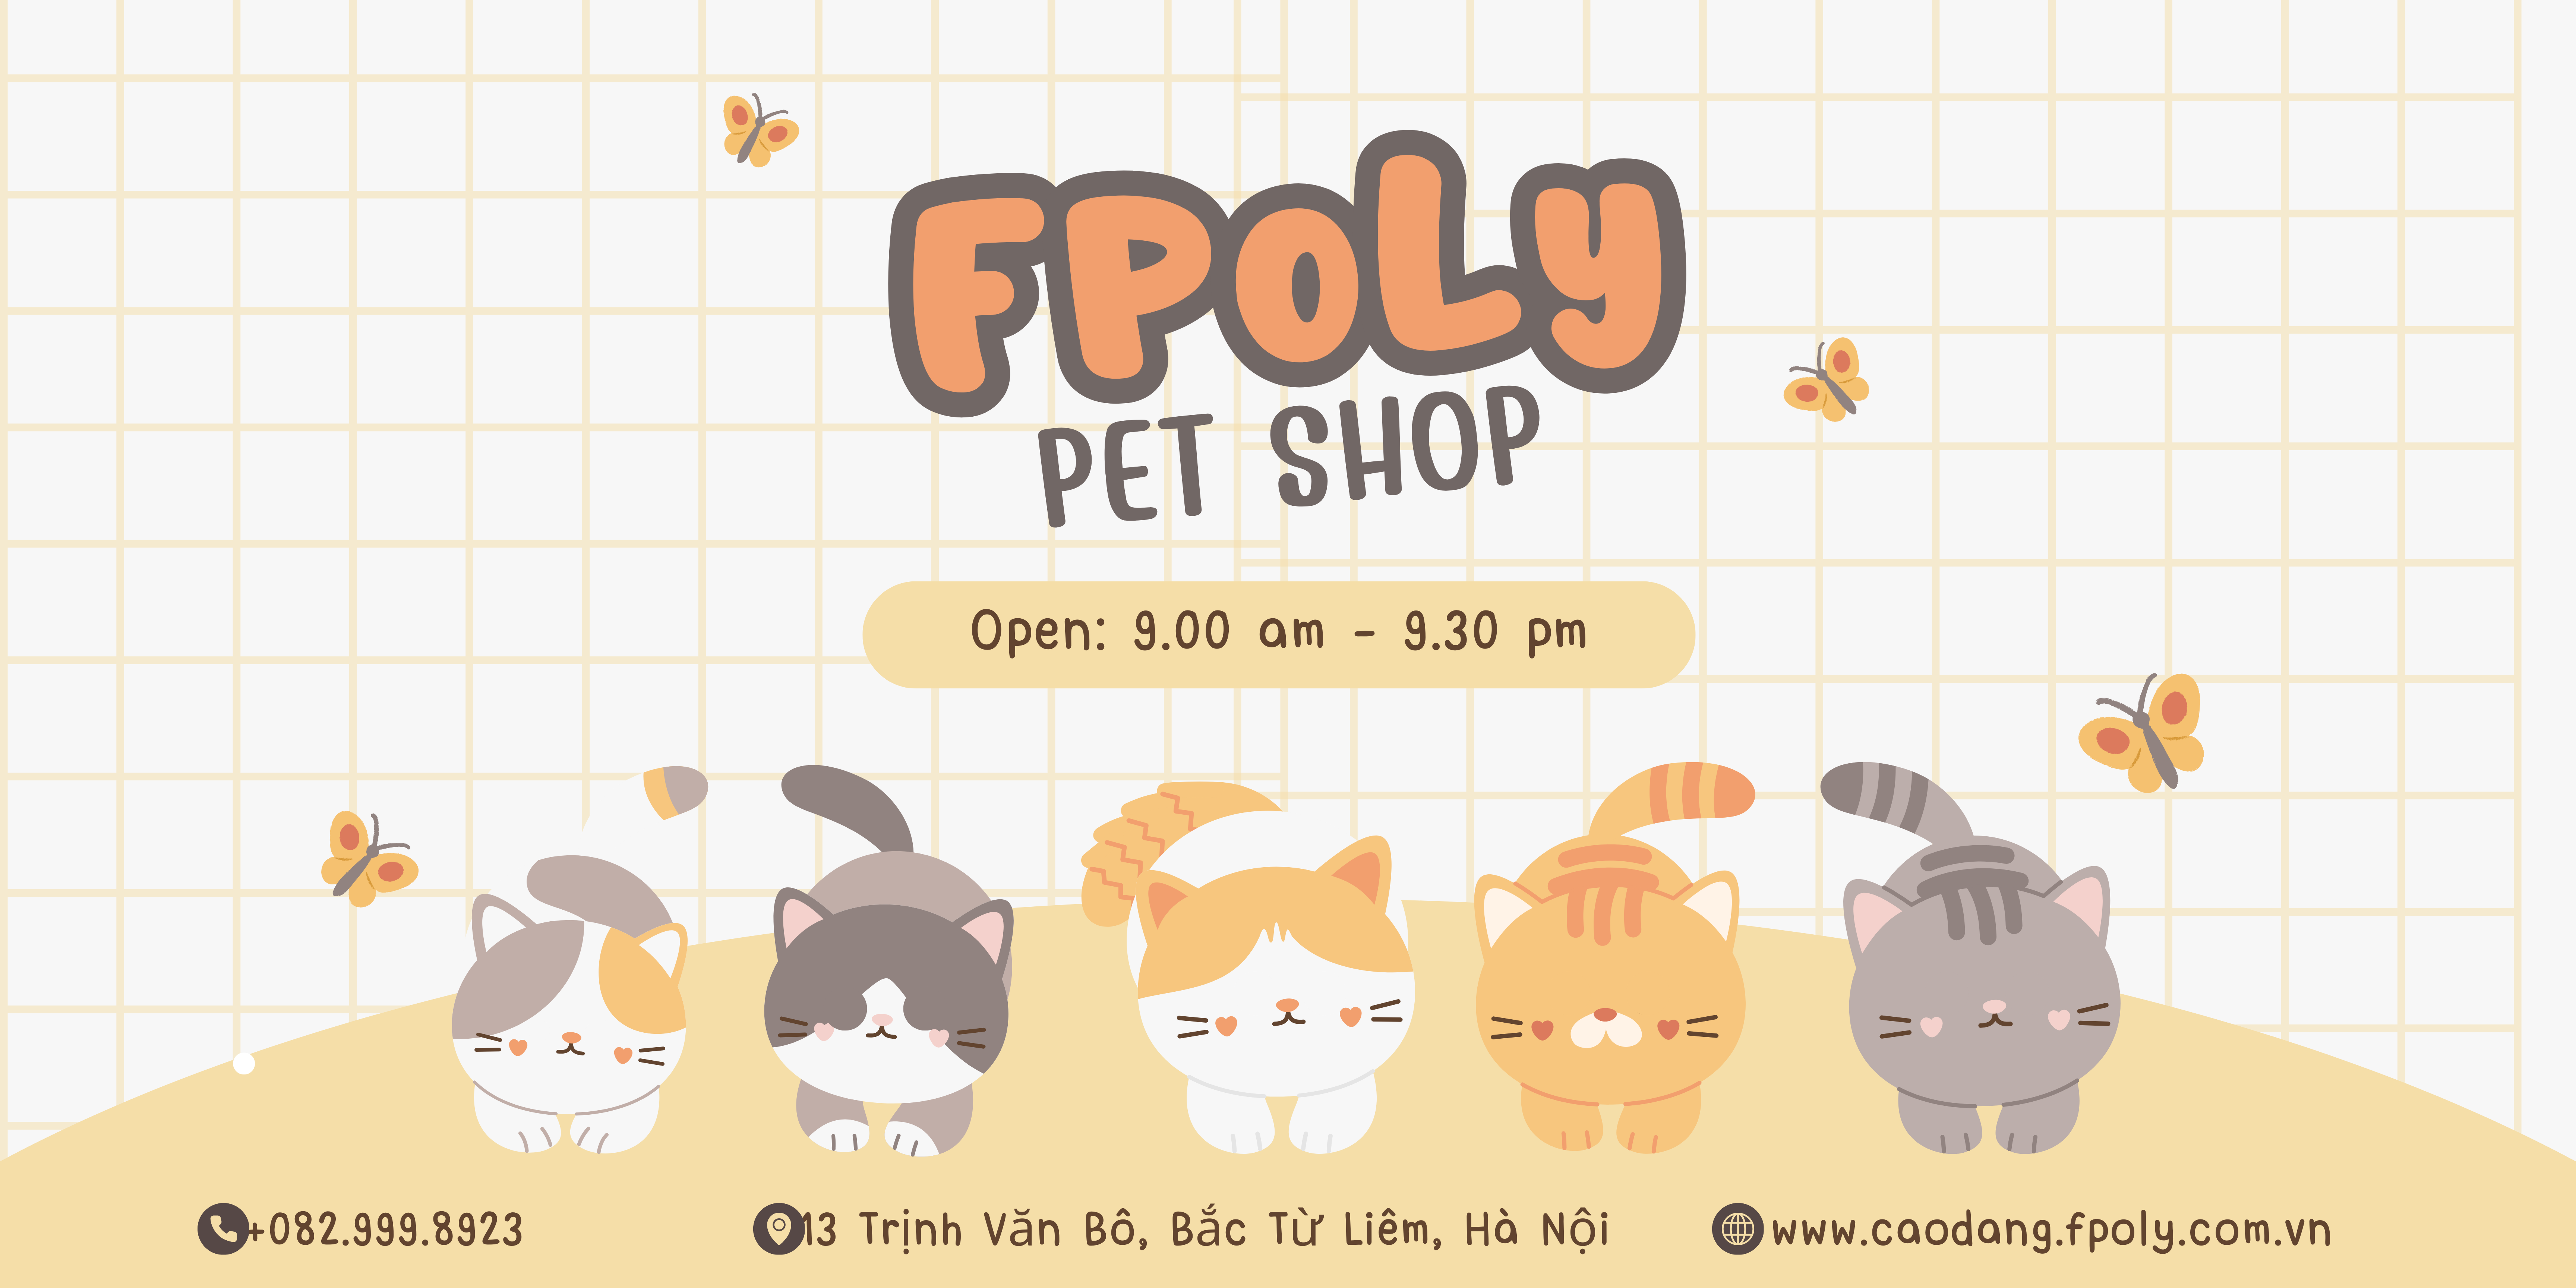 FPOLY
PET SHOP
Open: 9.00 am - 9.30 pm
+082.999.8923
13 Trịnh Văn Bô, Bắc Từ Liêm, Hà Nội
www.caodang.fpoly.com.vn